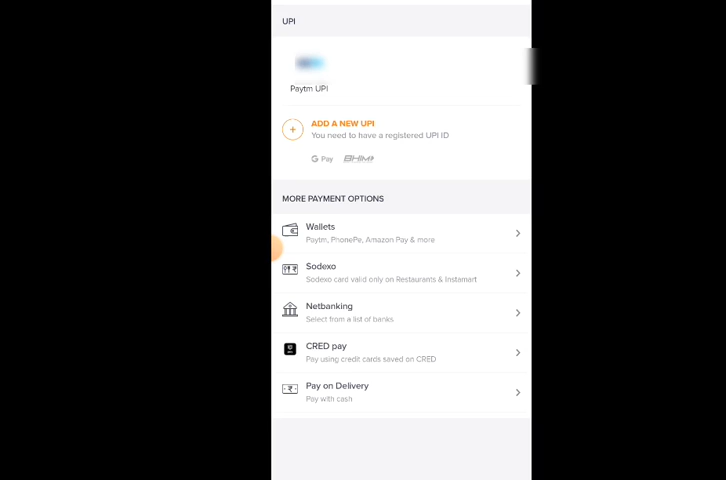 UPI
Paytm UPI
ADD A NEW UPI
You need to have a registered UPI ID
G Pay BHIM
MORE PAYMENT OPTIONS
Wallets
Paytm, PhonePe, Amazon Pay & more
Sodexo
Sodexo card valid only on Restaurants & Instamart
Netbanking
Select from a list of banks
CRED pay
Pay using credit cards saved on CRED
Pay on Delivery
Pay with cash